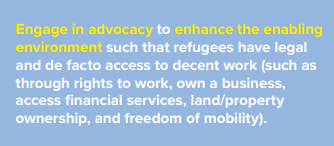 Engage in advocacy to enhance the enabling
environment such that refugees have legal
and de facto access to decent work (such as
through rights to work, own a business,
access financial services, land/property
ownership, and freedom of mobility).